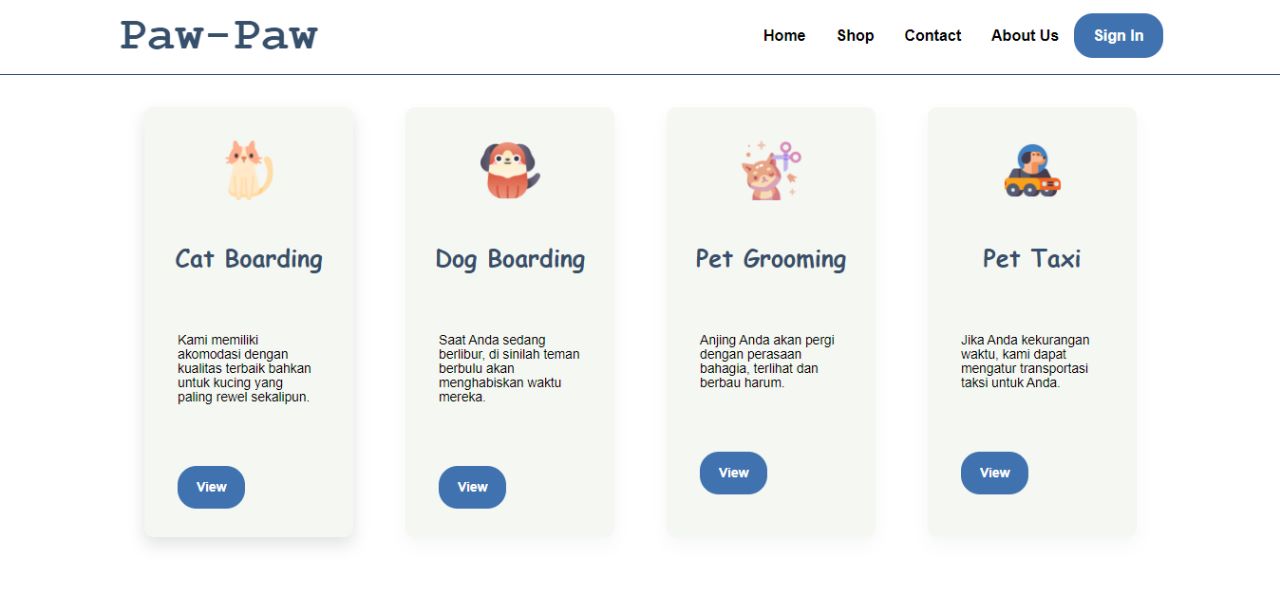 Paw-Paw
Home
Shop
Contact
About Us
Sign In
Cat Boarding
Kami memiliki
akomodasi dengan
kualitas terbaik bahkan
untuk kucing yang
paling rewel sekalipun.
View
Dog Boarding
Saat Anda sedang
berlibur, di sinilah teman
berbulu akan
menghabiskan waktu
mereka.
View
Pet Grooming
Anjing Anda akan pergi
dengan perasaan
bahagia, terlihat dan
berbau harum.
View
Pet Taxi
Jika Anda kekurangan
waktu, kami dapat
mengatur transportasi
taksi untuk Anda.
View